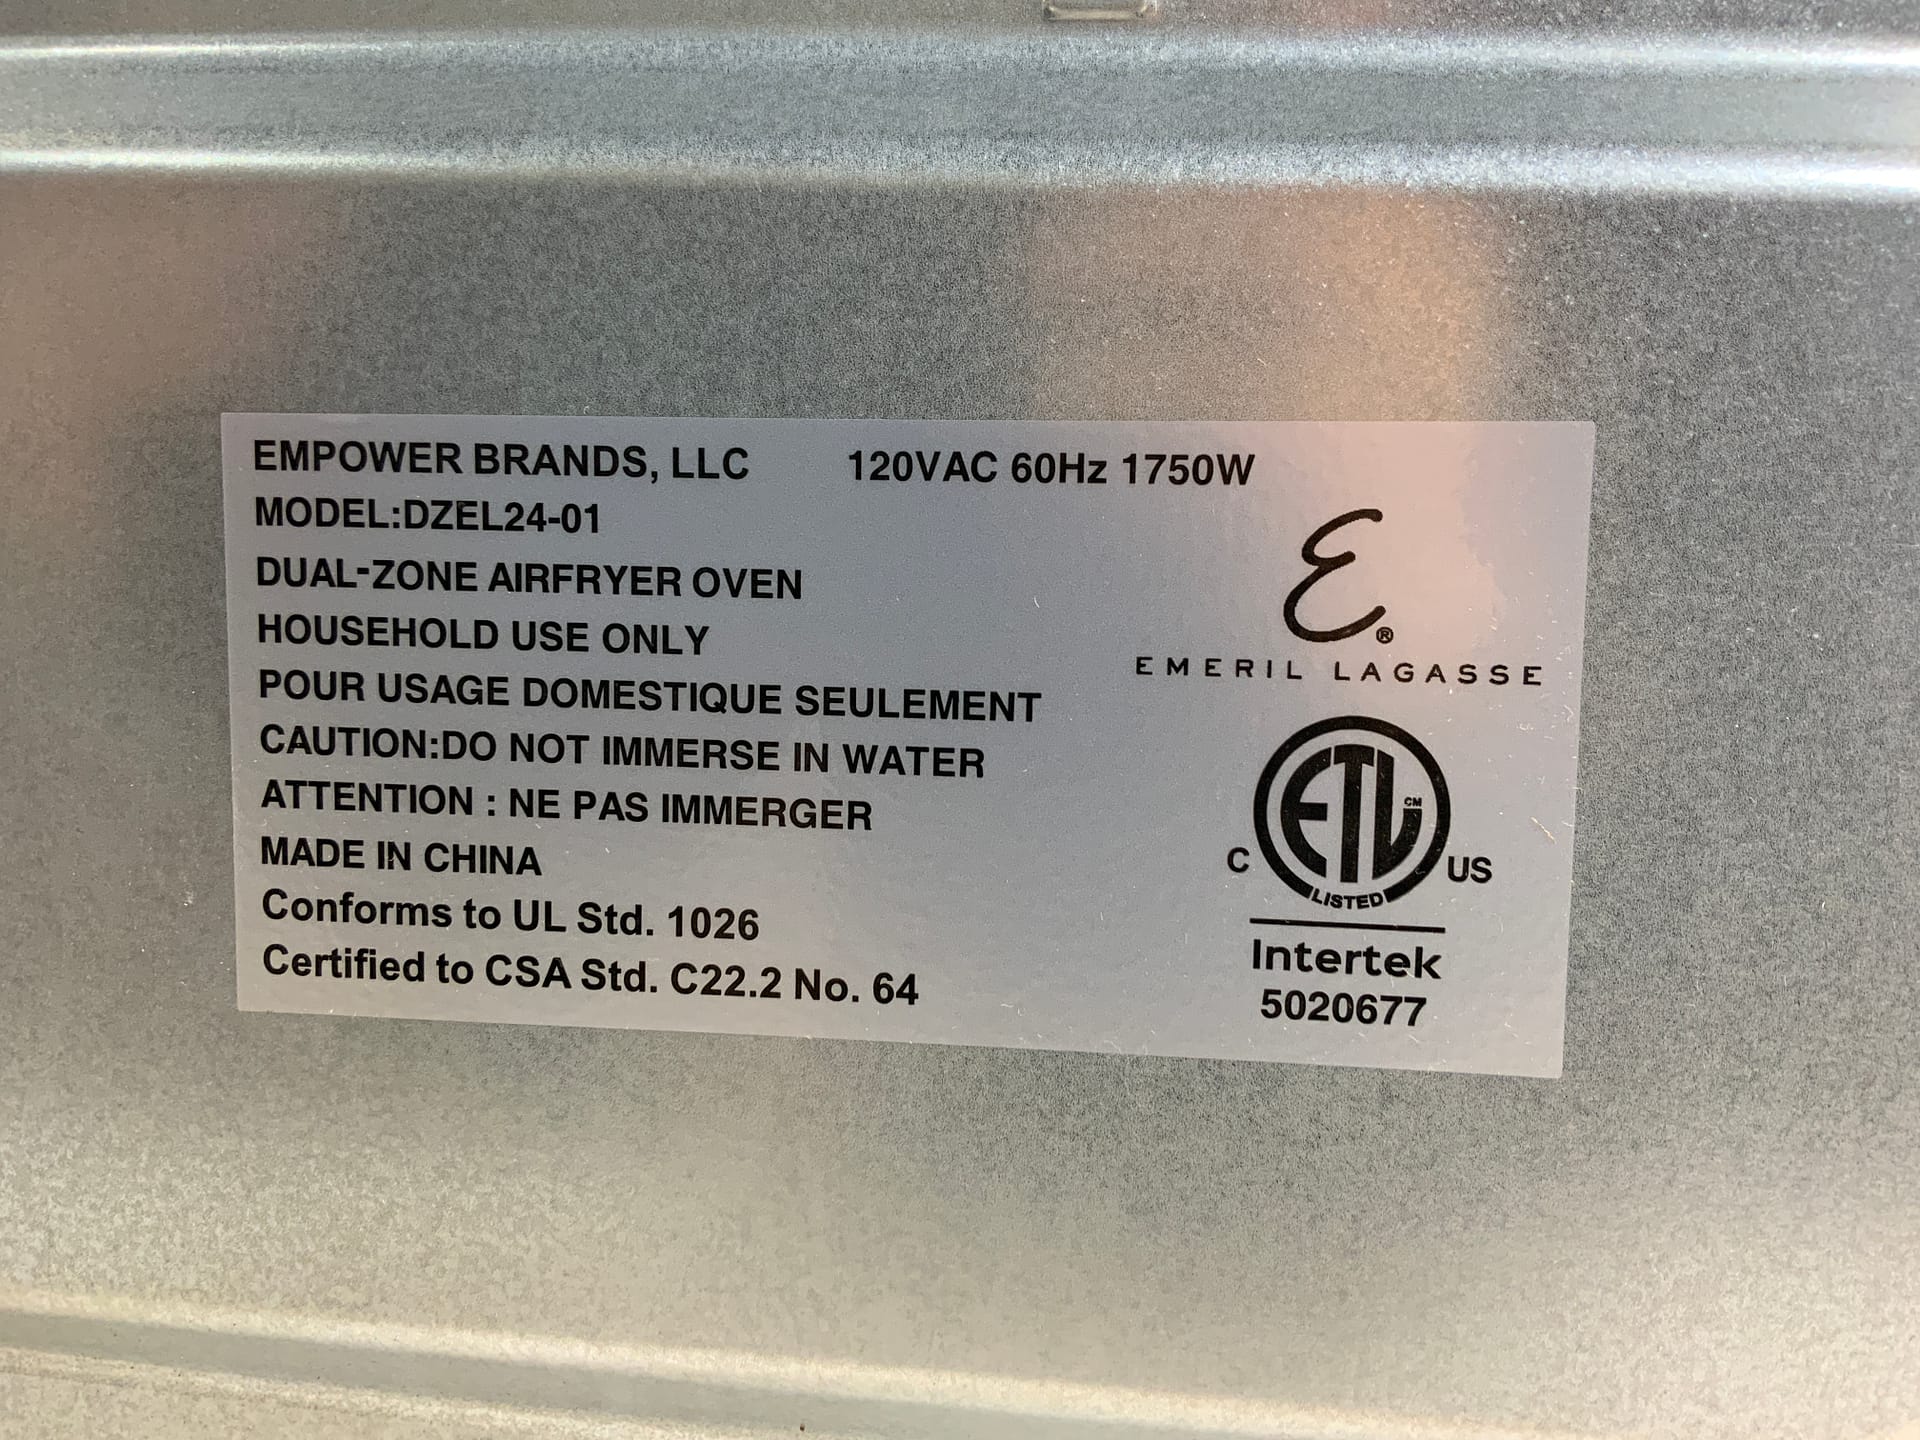 EMPOWER BRANDS, LLC 120VAC 60Hz 1750W
MODEL:DZEL24-01
DUAL-ZONE AIRFRYER OVEN
HOUSEHOLD USE ONLY
POUR USAGE DOMESTIQUE SEULEMENT
CAUTION:DO NOT IMMERSE IN WATER
ATTENTION : NE PAS IMMERGER
MADE IN CHINA
Conforms to UL Std. 1026
Certified to CSA Std. C22.2 No. 64
E®
EMERIL LAGASSE
ETL CM
C LISTED US
Intertek
5020677